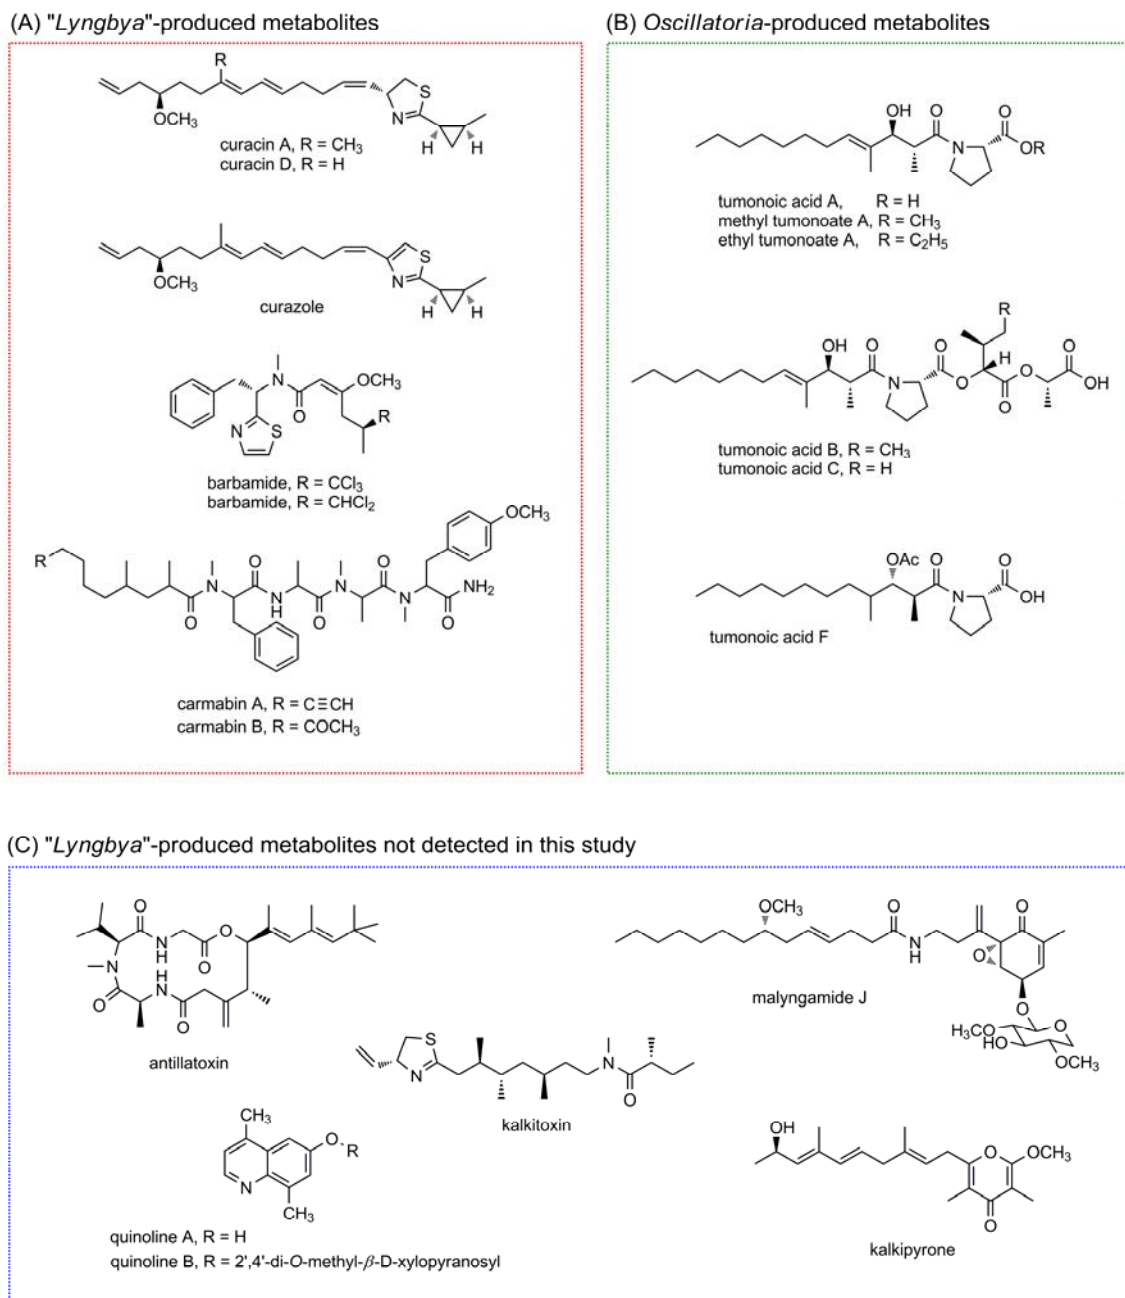 (A) "Lyngbya"-produced metabolites
R
OCH₃
S
N
H
H
curacin A, R = CH₃
curacin D, R = H
OCH₃
S
N
H
H
curazole
N
OCH₃
O
R
N
S
barbamide, R = CCl₃
barbamide, R = CHCl₂
OCH₃
R
N
O
N
O
NH₂
O
N
H
O
N
O
carmabin A, R = C≡CH
carmabin B, R = COCH₃
(B) Oscillatoria-produced metabolites
OH
O
O
N
OR
tumonoic acid A, R = H
methyl tumonoate A, R = CH₃
ethyl tumonoate A, R = C₂H₅
R
OH
O
O
H
O
N
O
O
OH
O
tumonoic acid B, R = CH₃
tumonoic acid C, R = H
OAc
O
O
N
OH
tumonoic acid F
(C) "Lyngbya"-produced metabolites not detected in this study
O
N
H
O
O
N
H
N
O
O
antillatoxin
S
N
N
O
kalkitoxin
OCH₃
O
O
N
H
O
O
O
H₃CO
HO
OCH₃
malyngamide J
CH₃
O
R
N
CH₃
quinoline A, R = H
quinoline B, R = 2',4'-di-O-methyl-β-D-xylopyranosyl
OH
O
OCH₃
O
kalkipyrone